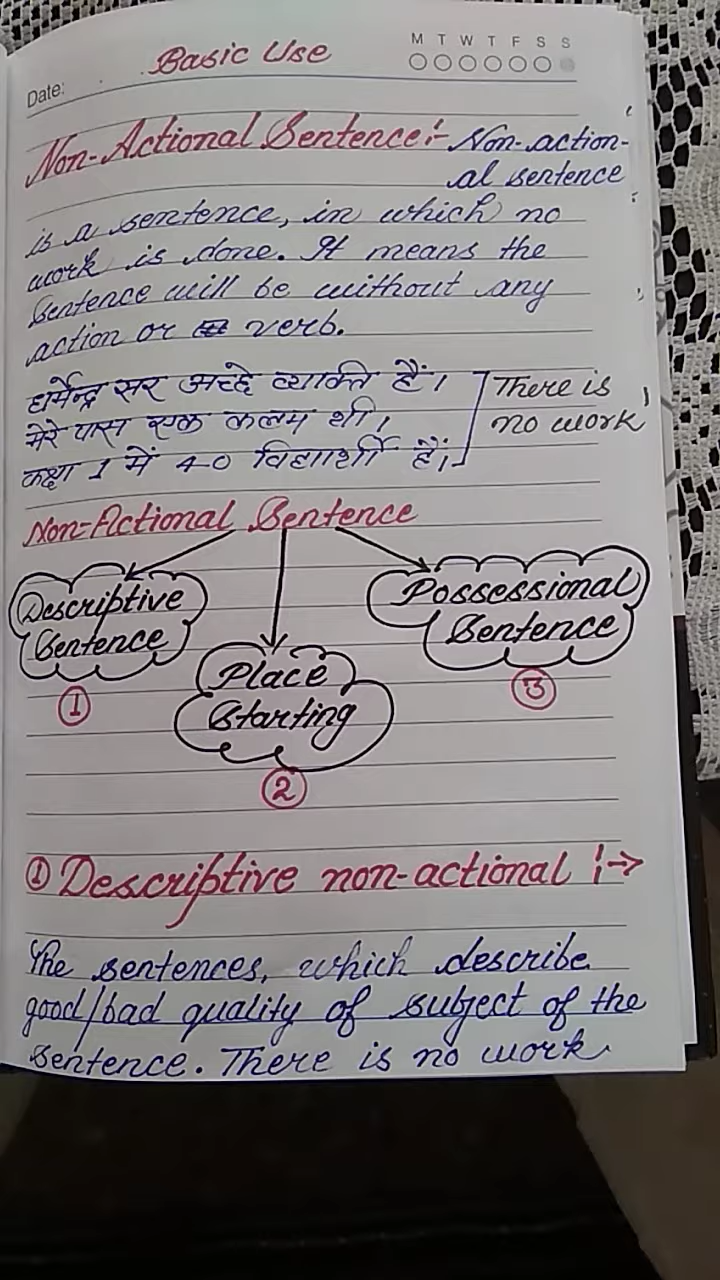 M T W T F S S
Basic Use
Date:
Non-Actional Sentence:- Non-action-
al sentence
is a sentence, in which no
work is done. It means the
Sentence will be without any
action or verb.
धर्मेन्द्र सर अच्छे व्याक्ति हैं।
मेरे पास एक कलम थी,
कक्षा 1 में 40 विद्यार्थी हैं,
There is
no work
Non-Actional Sentence
Descriptive
Sentence
1
Place
Starting
2
Possessional
Sentence
3
① Descriptive non-actional :→
The sentences, which describe
good/bad quality of subject of the
Sentence. There is no work